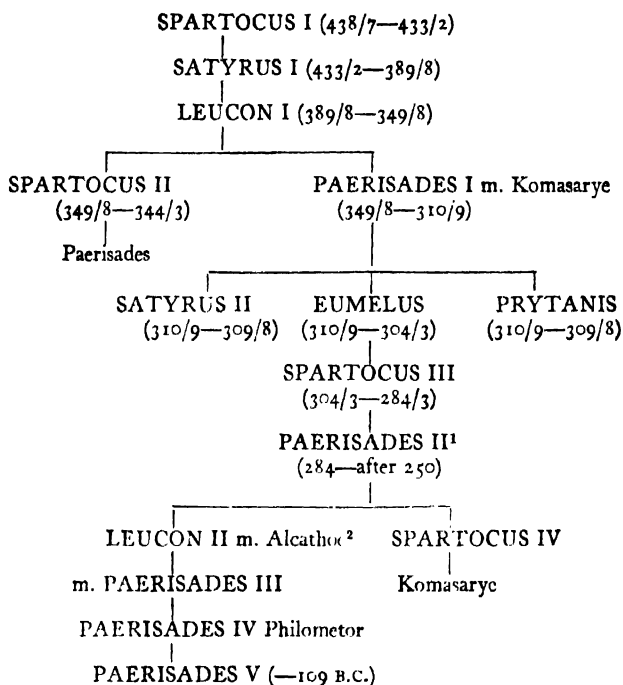 SPARTOCUS I (438/7—433/2)
SATYRUS I (433/2—389/8)
LEUCON I (389/8—349/8)
SPARTOCUS II PAERISADES I m. Komasarye
(349/8—344/3) (349/8—310/9)
Paerisades
SATYRUS II EUMELUS PRYTANIS
(310/9—309/8) (310/9—304/3) (310/9—309/8)
SPARTOCUS III
(304/3—284/3)
PAERISADES II¹
(284—after 250)
LEUCON II m. Alcathoe² SPARTOCUS IV
m. PAERISADES III Komasarye
PAERISADES IV Philometor
PAERISADES V (—109 B.C.)